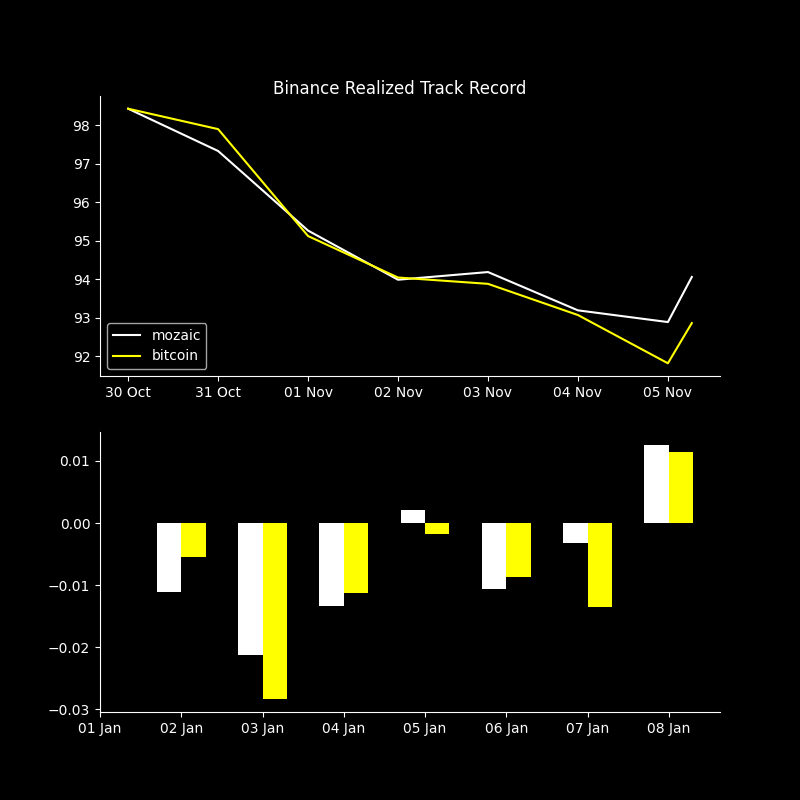 Binance Realized Track Record
98
97
96
95
94
93
92
mozaic
bitcoin
30 Oct 31 Oct 01 Nov 02 Nov 03 Nov 04 Nov 05 Nov
0.01
0.00
−0.01
−0.02
−0.03
01 Jan 02 Jan 03 Jan 04 Jan 05 Jan 06 Jan 07 Jan 08 Jan